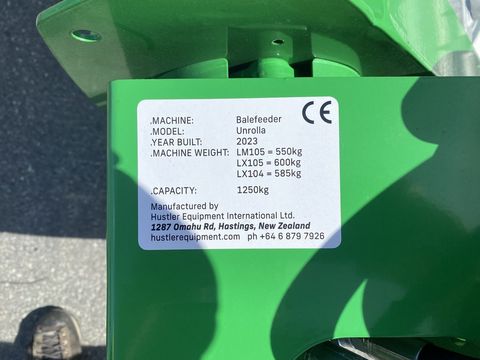 CE
.MACHINE: Balefeeder
.MODEL: Unrolla
.YEAR BUILT: 2023
.MACHINE WEIGHT: LM105 = 550kg
LX105 = 600kg
LX104 = 585kg
.CAPACITY: 1250kg
Manufactured by
Hustler Equipment International Ltd.
1287 Omahu Rd, Hastings, New Zealand
hustlerequipment.com ph +64 6 879 7926